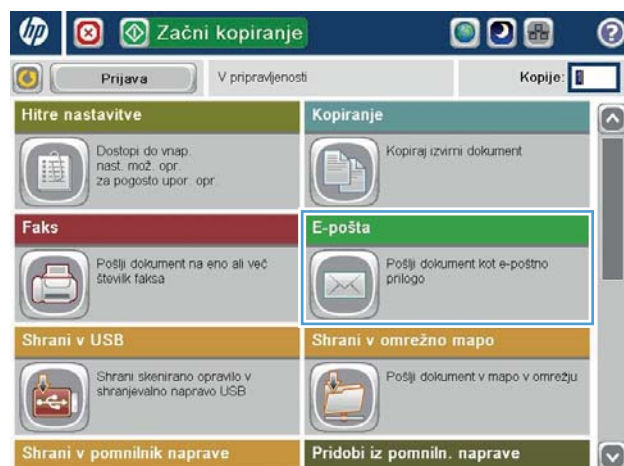 hp
Začni kopiranje
?
Prijava
V pripravljenosti
Kopije: 1
Hitre nastavitve
Dostopi do vnap.
nast. mož. opr.
za pogosto upor. opr.
Kopiranje
Kopiraj izvirni dokument
Faks
Pošlji dokument na eno ali več
številk faksa
E-pošta
Pošlji dokument kot e-poštno
prilogo
Shrani v USB
Shrani skenirano opravilo v
shranjevalno napravo USB
Shrani v omrežno mapo
Pošlji dokument v mapo v omrežju
Shrani v pomnilnik naprave
Pridobi iz pomniln. naprave